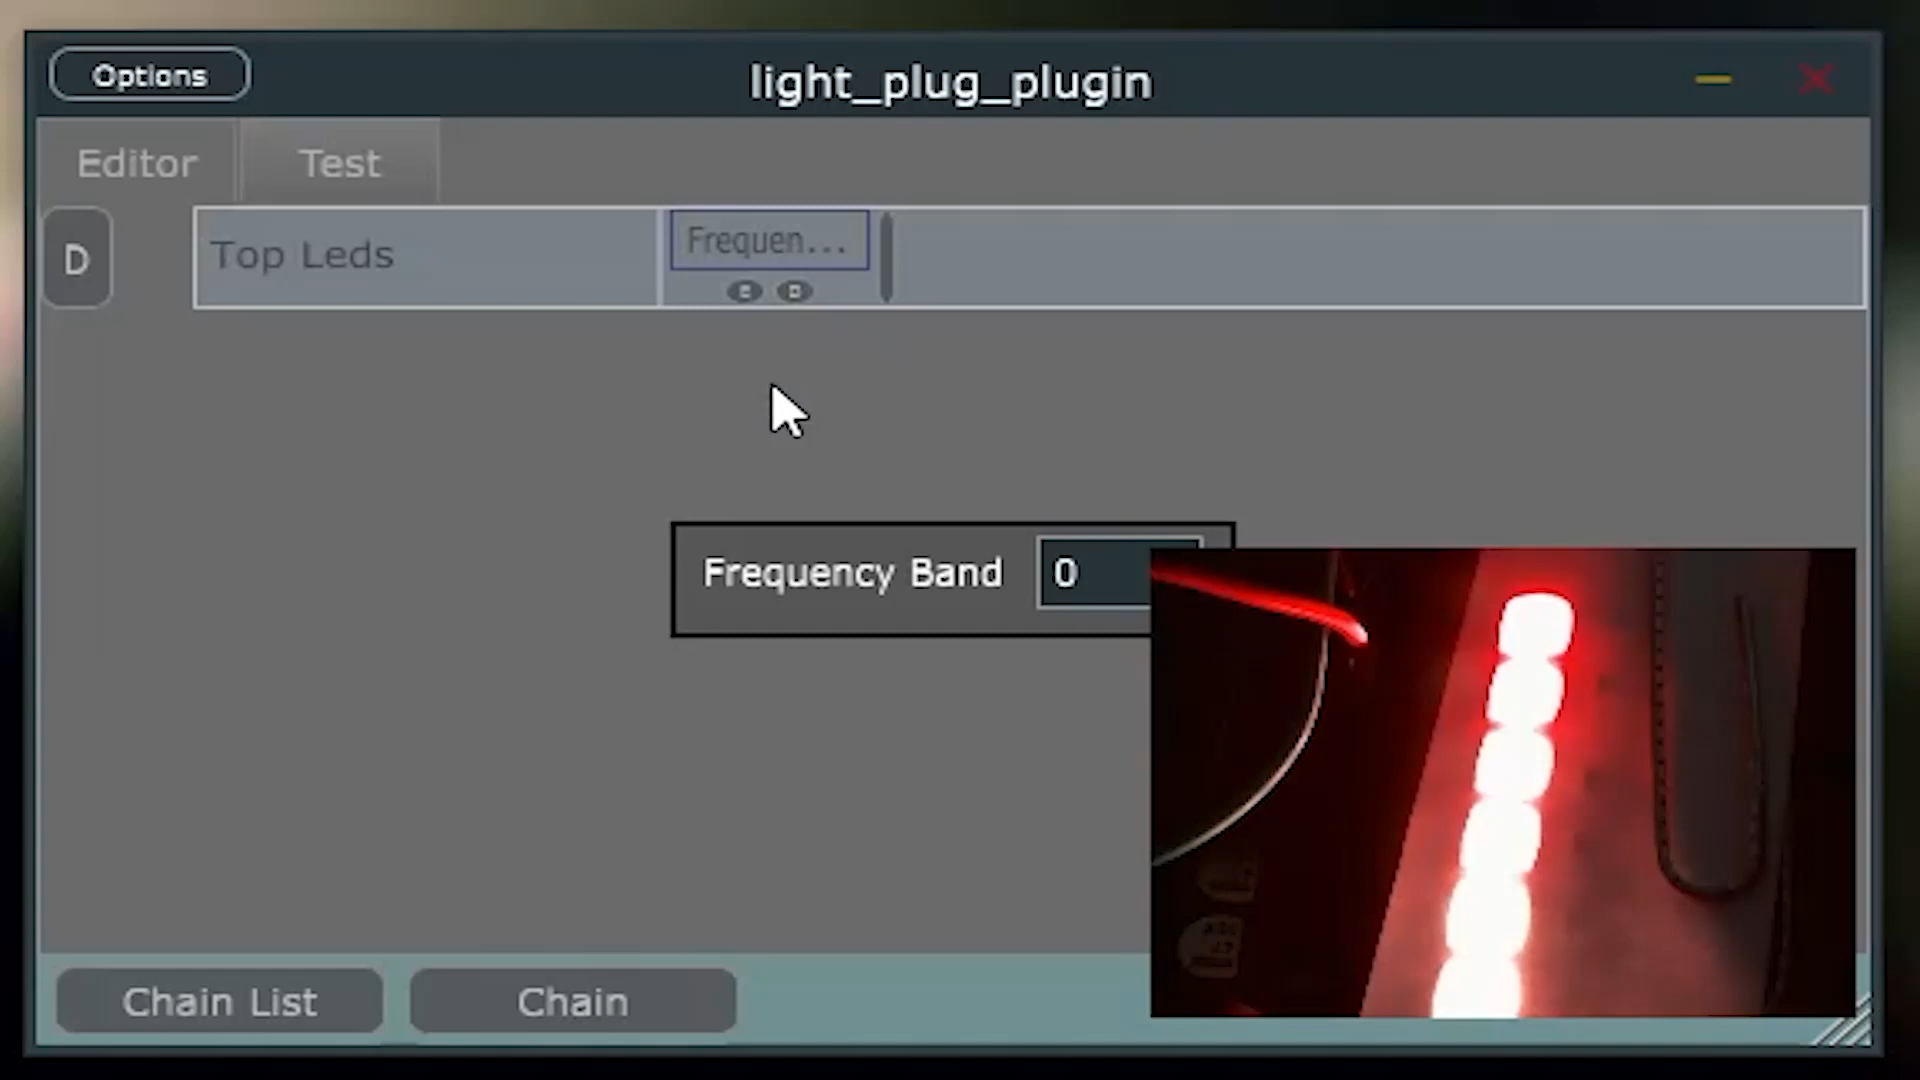 Options
light_plug_plugin
Editor
Test
D
Top Leds
Frequen...
Frequency Band
0
Chain List
Chain